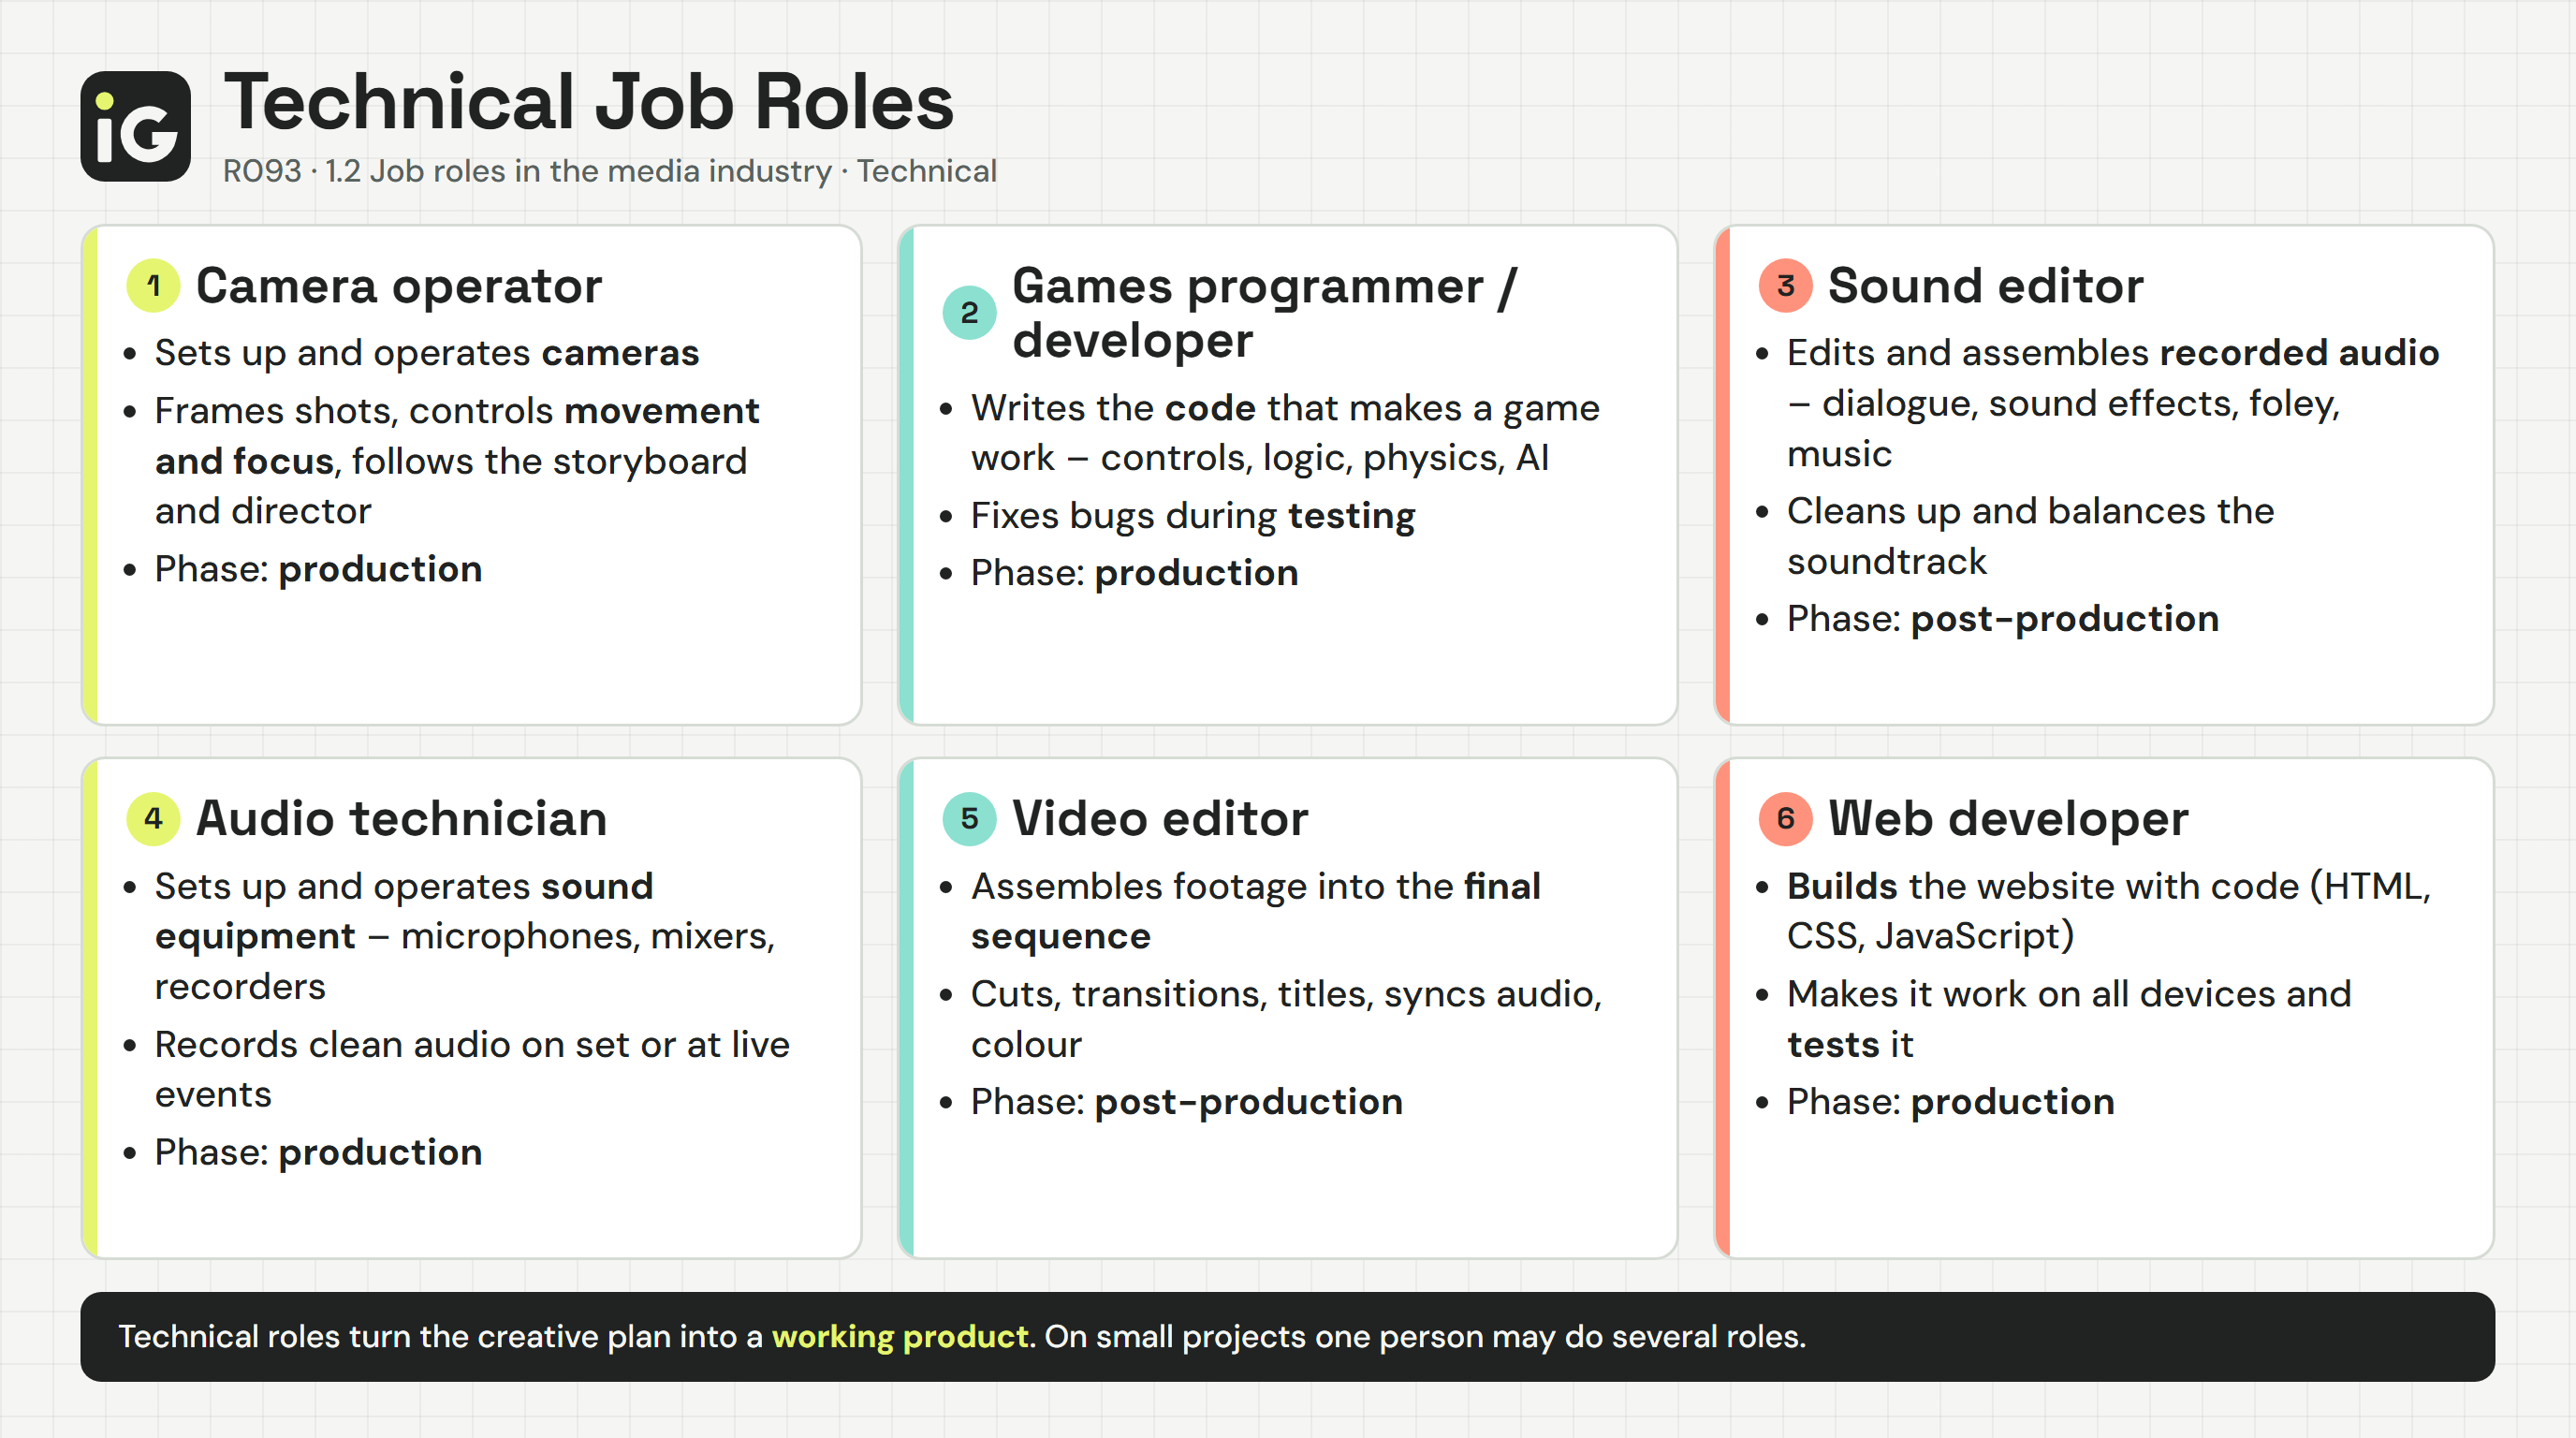 iG
Technical Job Roles
R093 · 1.2 Job roles in the media industry · Technical
1 Camera operator
• Sets up and operates cameras
• Frames shots, controls movement
and focus, follows the storyboard
and director
• Phase: production
2 Games programmer /
developer
• Writes the code that makes a game
work – controls, logic, physics, AI
• Fixes bugs during testing
• Phase: production
3 Sound editor
• Edits and assembles recorded audio
– dialogue, sound effects, foley,
music
• Cleans up and balances the
soundtrack
• Phase: post-production
4 Audio technician
• Sets up and operates sound
equipment – microphones, mixers,
recorders
• Records clean audio on set or at live
events
• Phase: production
5 Video editor
• Assembles footage into the final
sequence
• Cuts, transitions, titles, syncs audio,
colour
• Phase: post-production
6 Web developer
• Builds the website with code (HTML,
CSS, JavaScript)
• Makes it work on all devices and
tests it
• Phase: production
Technical roles turn the creative plan into a working product. On small projects one person may do several roles.